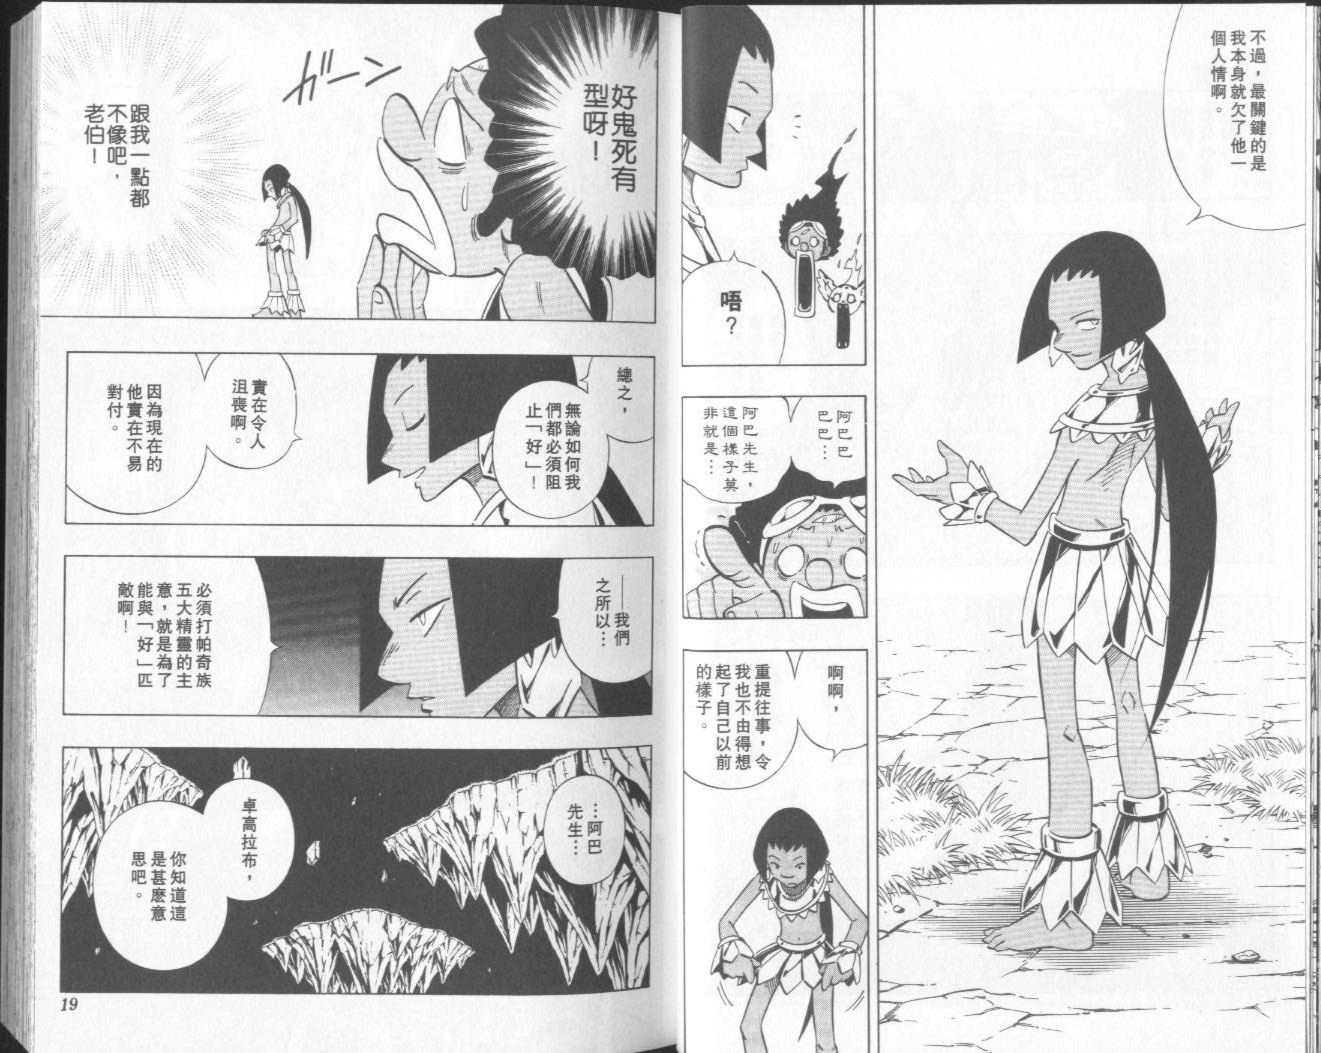 不過，最關鍵的是
我本身就欠了他一
個人情啊。
唔？
阿巴巴
巴巴…
阿巴先生，
這個樣子莫
非就是…
啊啊，
重提往事，令
我也不由得想
起了自己以前
的樣子。
好鬼死有
型呀！
ガーン
跟我一點都
不像吧，
老伯！
總之，
無論如何我
們都必須阻
止「好」！
實在令人
沮喪啊。
因為現在的
他實在不易
對付。
——我們
之所以…
必須打帕奇族
五大精靈的主
意，就是為了
能與「好」匹
敵啊！
…阿巴
先生…
卓高拉布，
你知道這
是甚麼意
思吧。
19